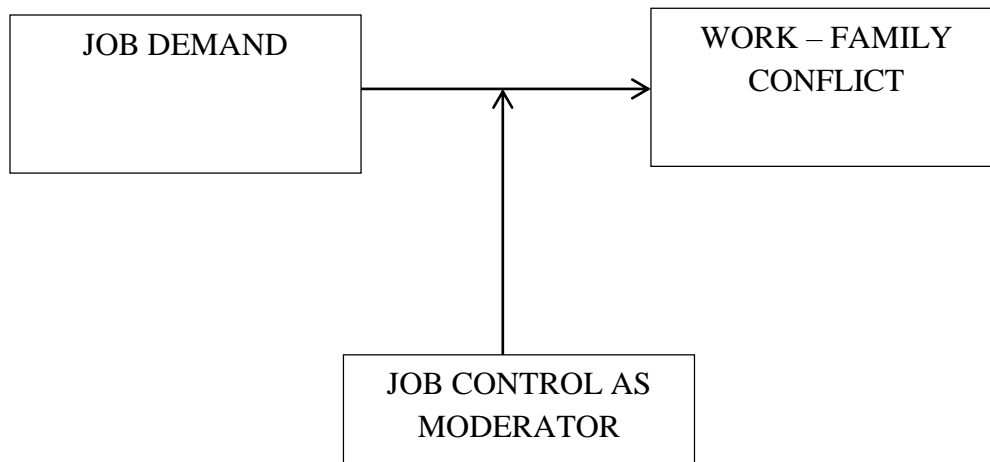 JOB DEMAND
WORK – FAMILY
CONFLICT
JOB CONTROL AS
MODERATOR